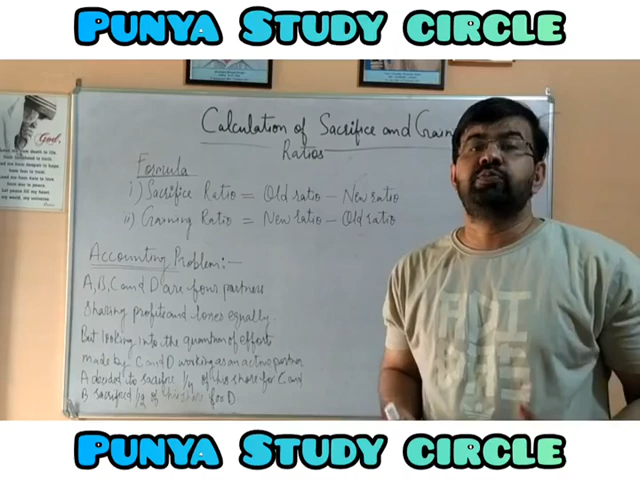 PUNYA STUDY CIRCLE
Calculation of Sacrifice and Gain
Ratios
God,
Formula
i) Sacrifice Ratio = Old ratio - New ratio
ii) Gaining Ratio = New ratio - Old ratio
Accounting Problem:-
A, B, C and D are four partners
sharing profits and losses equally.
But looking into the quantum of efforts
made by C and D working as an active partner
A decided to sacrifice 1/4 of his share for C and
B sacrificed 1/2 of his share for D
PUNYA STUDY CIRCLE